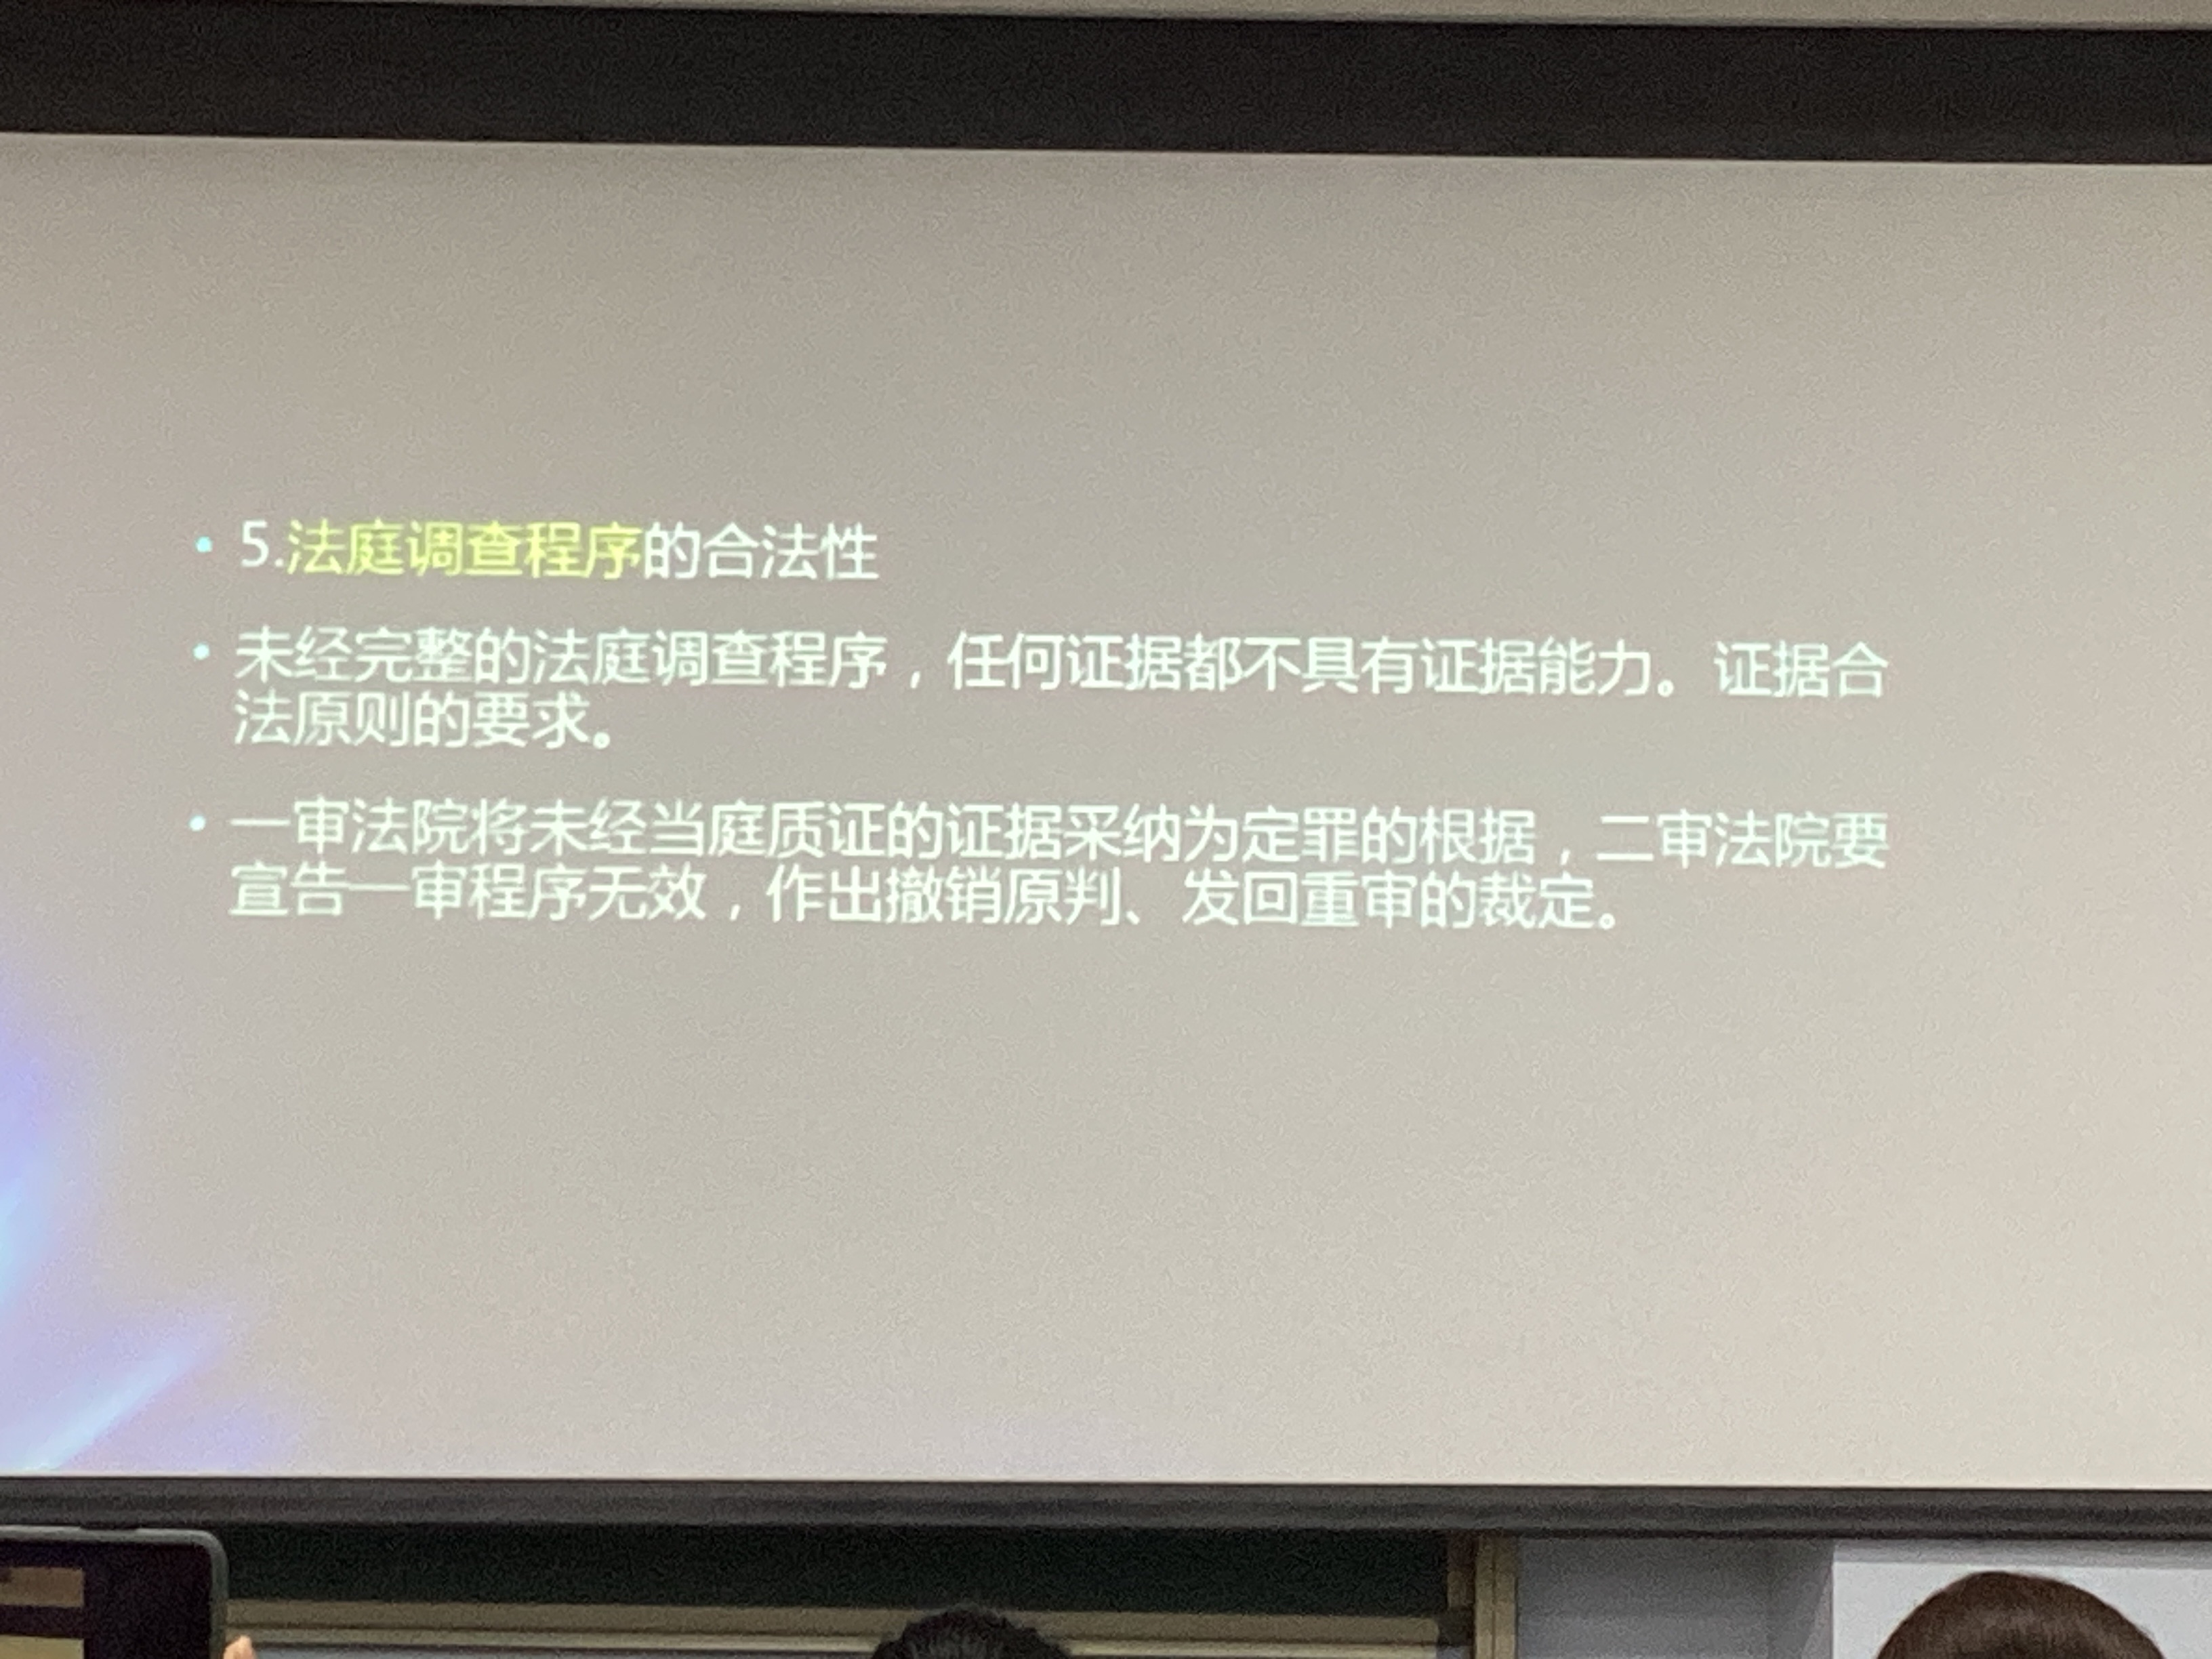 • 5.法庭调查程序的合法性
• 未经完整的法庭调查程序，任何证据都不具有证据能力。证据合
法原则的要求。
• 一审法院将未经当庭质证的证据采纳为定罪的根据，二审法院要
宣告一审程序无效，作出撤销原判、发回重审的裁定。